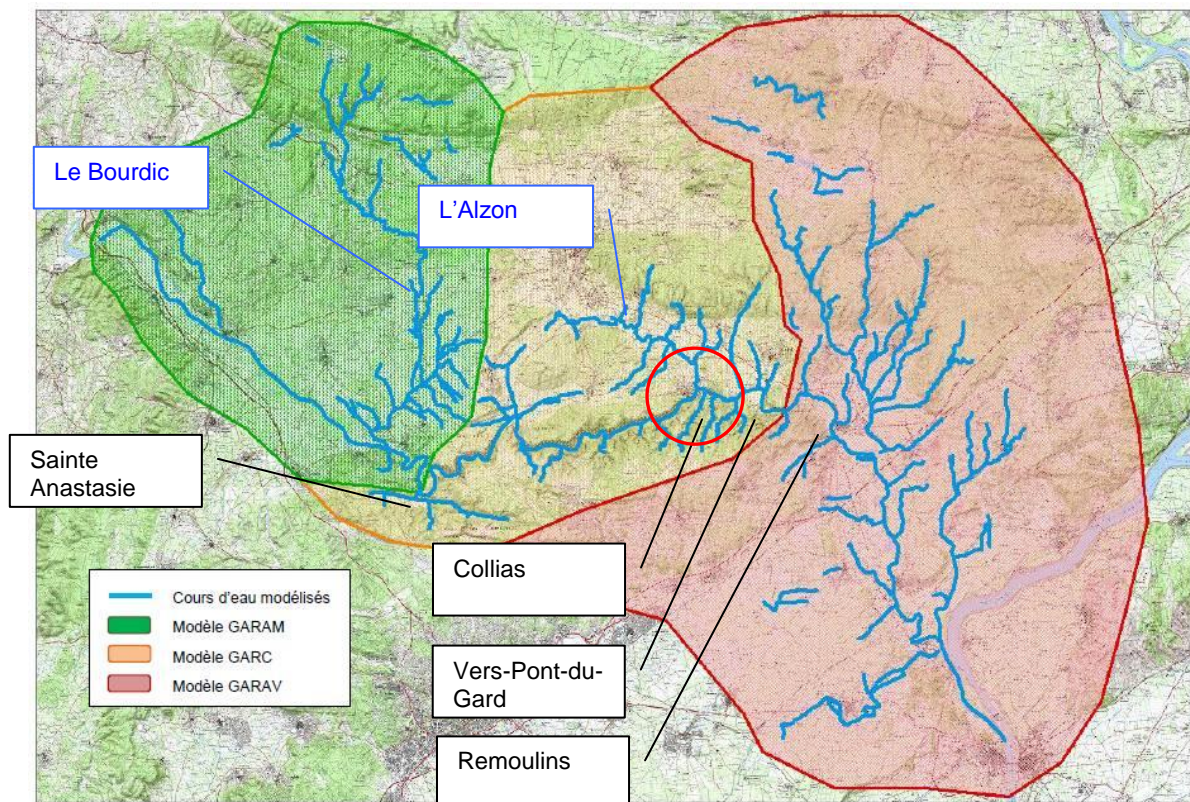 Le Bourdic
L'Alzon
Sainte
Anastasie
Collias
Cours d'eau modélisés
Modèle GARAM
Modèle GARC
Modèle GARAV
Vers-Pont-du-
Gard
Remoulins